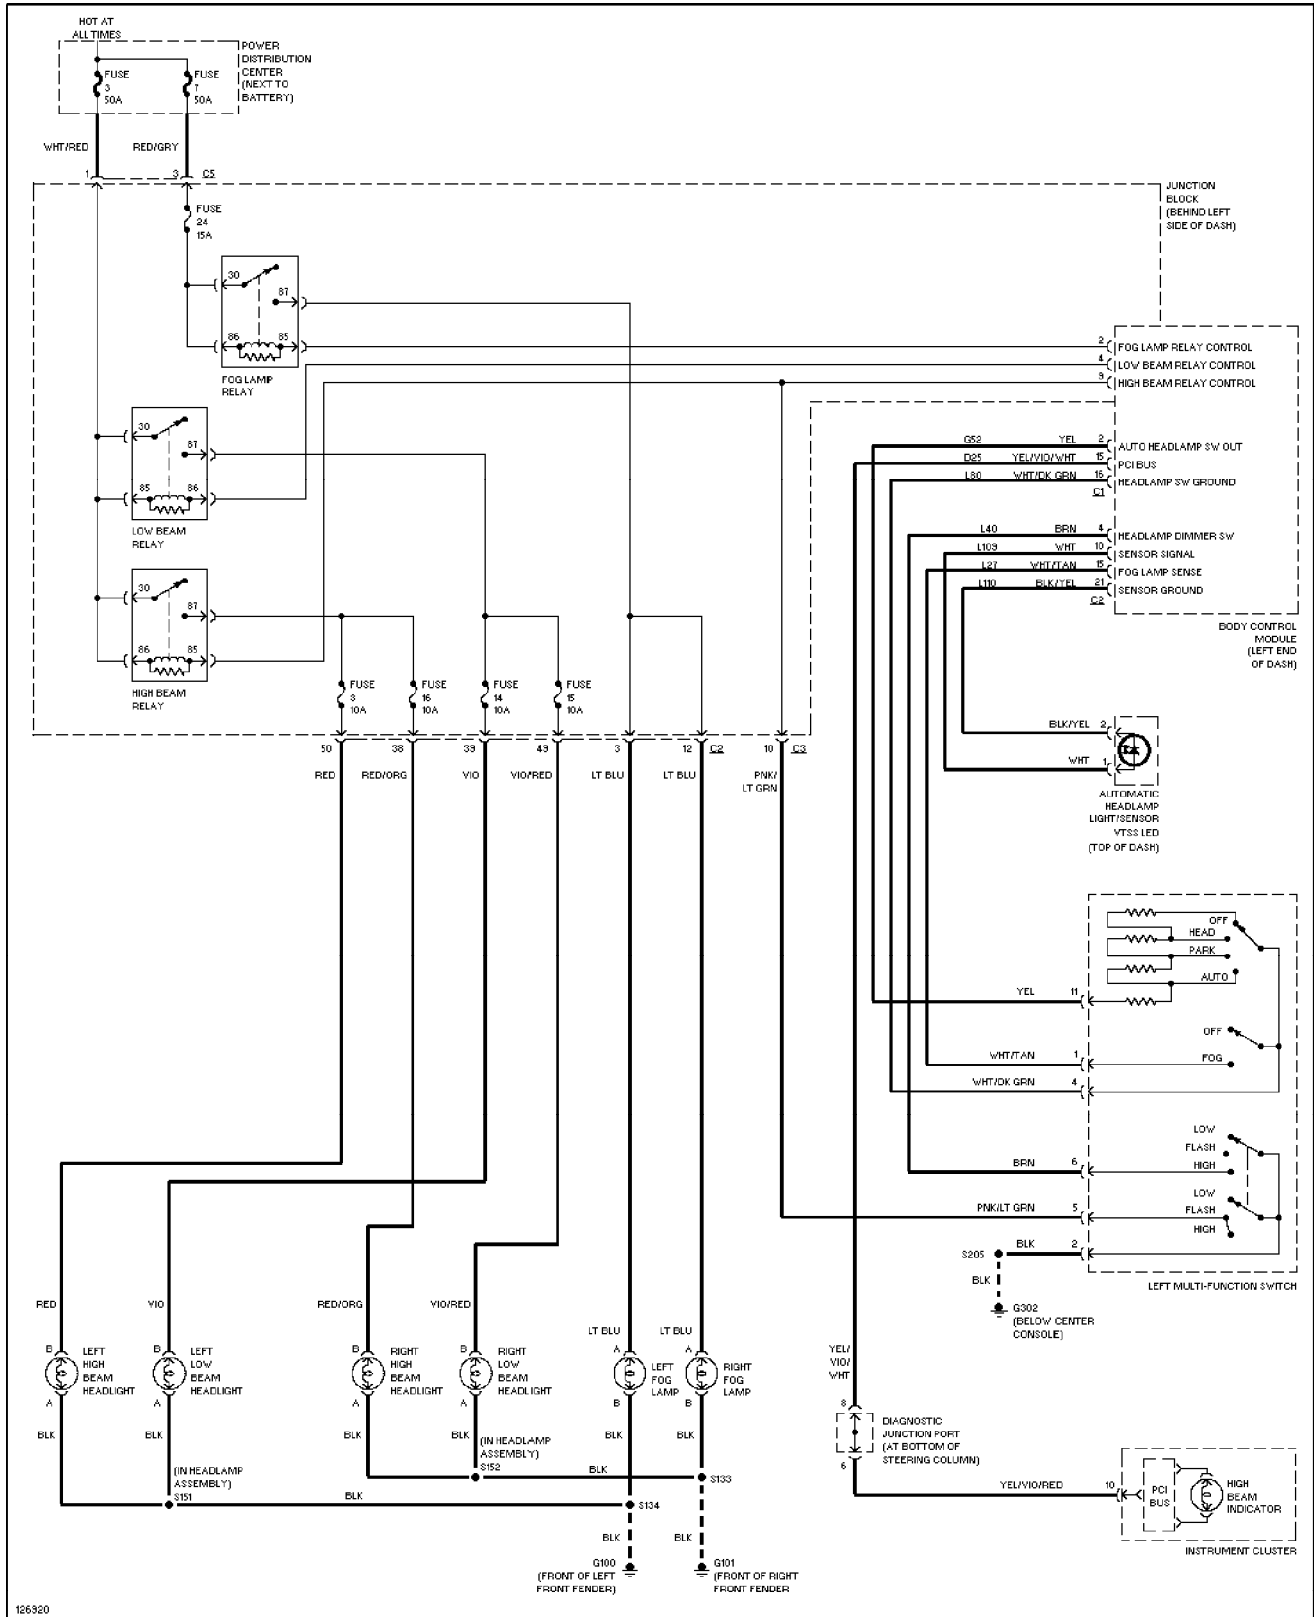 HOT AT
ALL TIMES
POWER
DISTRIBUTION
CENTER
(NEXT TO
BATTERY)
FUSE
3
50A
FUSE
7
50A
WHT/RED
RED/GRY
1
3
C5
JUNCTION
BLOCK
(BEHIND LEFT
SIDE OF DASH)
FUSE
24
15A
30
87
86
85
FOG LAMP
RELAY
2
FOG LAMP RELAY CONTROL
4
LOW BEAM RELAY CONTROL
9
HIGH BEAM RELAY CONTROL
30
87
85
86
LOW BEAM
RELAY
G52 YEL 2 AUTO HEADLAMP SW OUT
D25 YEL/VIO/WHT 15 PCI BUS
L80 WHT/DK GRN 16 HEADLAMP SW GROUND
C1
L40 BRN 4 HEADLAMP DIMMER SW
L109 WHT 10 SENSOR SIGNAL
L27 WHT/TAN 15 FOG LAMP SENSE
L110 BLK/YEL 21 SENSOR GROUND
C2
BODY CONTROL
MODULE
(LEFT END
OF DASH)
30
87
86
85
HIGH BEAM
RELAY
FUSE
3
10A
FUSE
16
10A
FUSE
14
10A
FUSE
15
10A
50 38 39 49 3 12 C2 10 C3
RED RED/ORG VIO VIO/RED LT BLU LT BLU PNK/
LT GRN
BLK/YEL 2
WHT 1
AUTOMATIC
HEADLAMP
LIGHT/SENSOR
VTSS LED
(TOP OF DASH)
OFF
HEAD
PARK
AUTO
YEL 11
OFF
FOG
WHT/TAN 1
WHT/DK GRN 4
LOW
FLASH
HIGH
BRN 6
LOW
FLASH
HIGH
PNK/LT GRN 5
BLK 2
S205
BLK
G302
(BELOW CENTER
CONSOLE)
LEFT MULTI-FUNCTION SWITCH
RED VIO RED/ORG VIO/RED LT BLU LT BLU
YEL/
VIO/
WHT
B
LEFT
HIGH
BEAM
HEADLIGHT
A
B
LEFT
LOW
BEAM
HEADLIGHT
A
B
RIGHT
HIGH
BEAM
HEADLIGHT
A
B
RIGHT
LOW
BEAM
HEADLIGHT
A
A
LEFT
FOG
LAMP
B
A
RIGHT
FOG
LAMP
B
BLK BLK BLK BLK BLK BLK
(IN HEADLAMP
ASSEMBLY)
S152
BLK
S133
(IN HEADLAMP
ASSEMBLY)
S151
BLK
S134
BLK
BLK
G100
(FRONT OF LEFT
FRONT FENDER)
G101
(FRONT OF RIGHT
FRONT FENDER
8
DIAGNOSTIC
JUNCTION PORT
(AT BOTTOM OF
STEERING COLUMN)
6
YEL/VIO/RED 10
PCI
BUS
HIGH
BEAM
INDICATOR
INSTRUMENT CLUSTER
126920